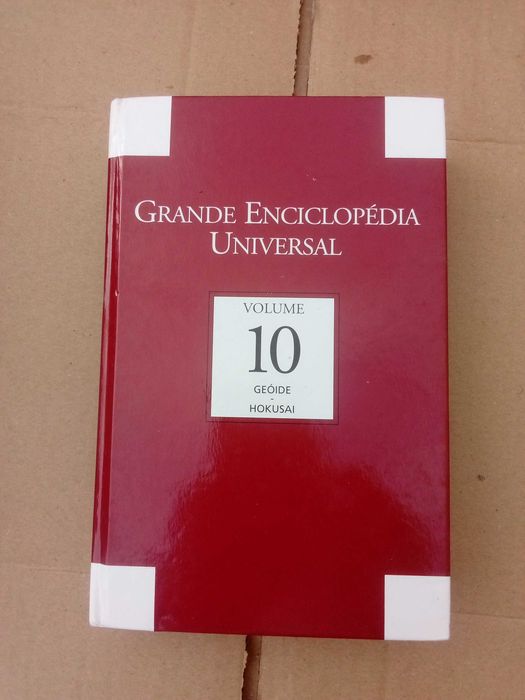 GRANDE ENCICLOPÉDIA
UNIVERSAL
VOLUME
10
GEÓIDE
-
HOKUSAI